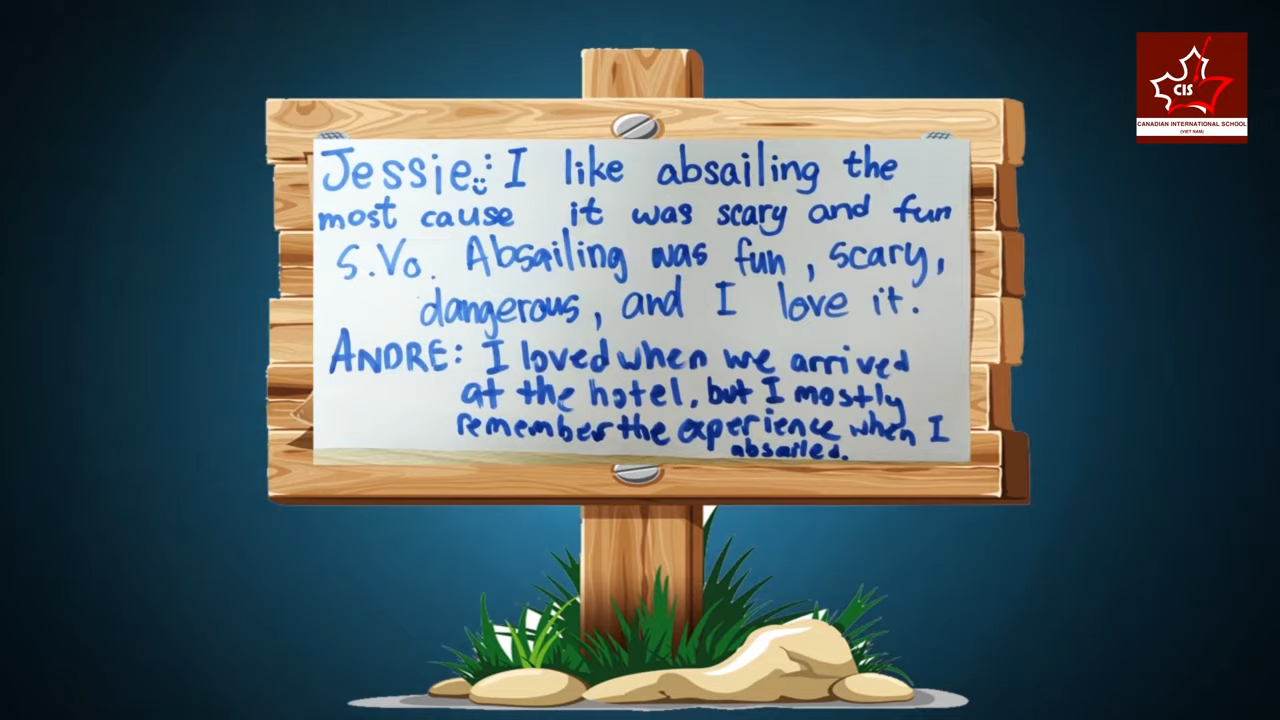 CIS
CANADIAN INTERNATIONAL SCHOOL
(VIET NAM)
Jessie: I like absailing the
most cause it was scary and fun
S.Vo. Absailing was fun, scary,
dangerous, and I love it.
ANDRE: I loved when we arrived
at the hotel, but I mostly
remember the experience when I
absailed.